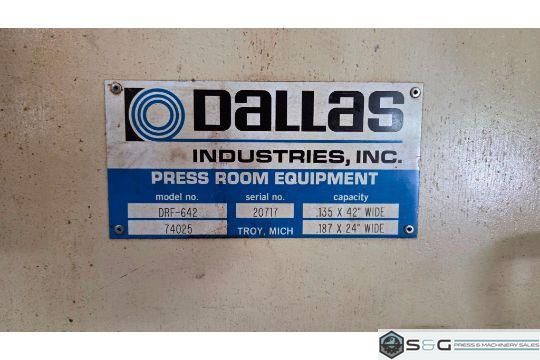 DALLAS
INDUSTRIES, INC.
PRESS ROOM EQUIPMENT
model no. serial no. capacity
DRF-642 20717 .135 X 42" WIDE
74025 TROY, MICH .187 X 24" WIDE
S&G
PRESS & MACHINERY SALES